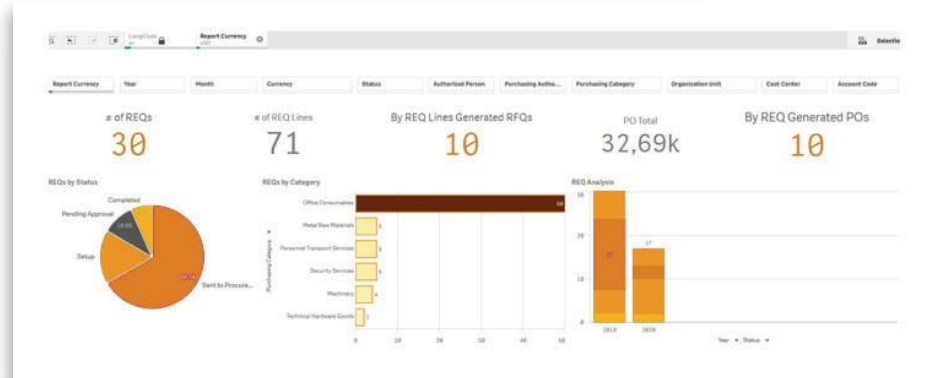 LangCode
Report Currency
USD
Selectio
Report Currency
Year
Month
Currency
Status
Authorized Person
Purchasing Autho...
Purchasing Category
Organization Unit
Cost Center
Account Code
# of REQs
30
# of REQ Lines
71
By REQ Lines Generated RFQs
10
PO Total
32,69k
By REQ Generated POs
10
REQs by Status
Completed
Pending Approval
Setup
Sent to Procure...
REQs by Category
Purchasing Category
Office Consumables
Metal Raw Materials
Personnel Transport Services
Security Services
Machinery
Technical Hardware Goods
0
10
20
30
40
50
REQ Analysis
30
20
10
0
17
2019
2020
Year
Status